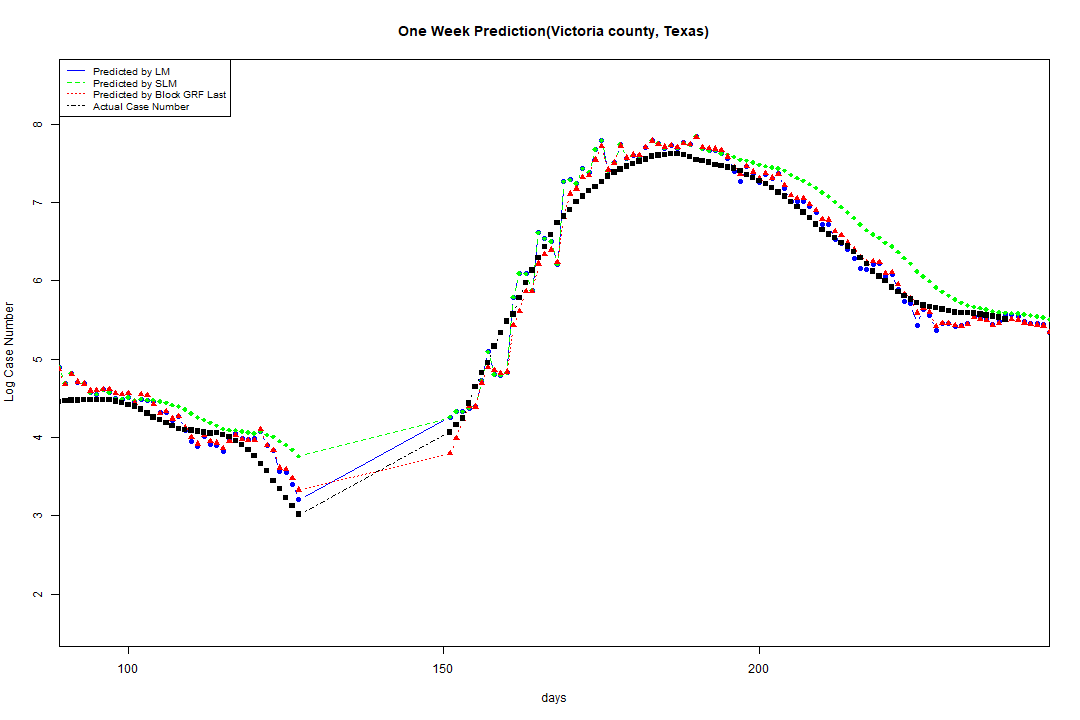 One Week Prediction(Victoria county, Texas)
Predicted by LM
Predicted by SLM
Predicted by Block GRF Last
Actual Case Number
8
7
6
5
4
3
2
Log Case Number
100
150
200
days